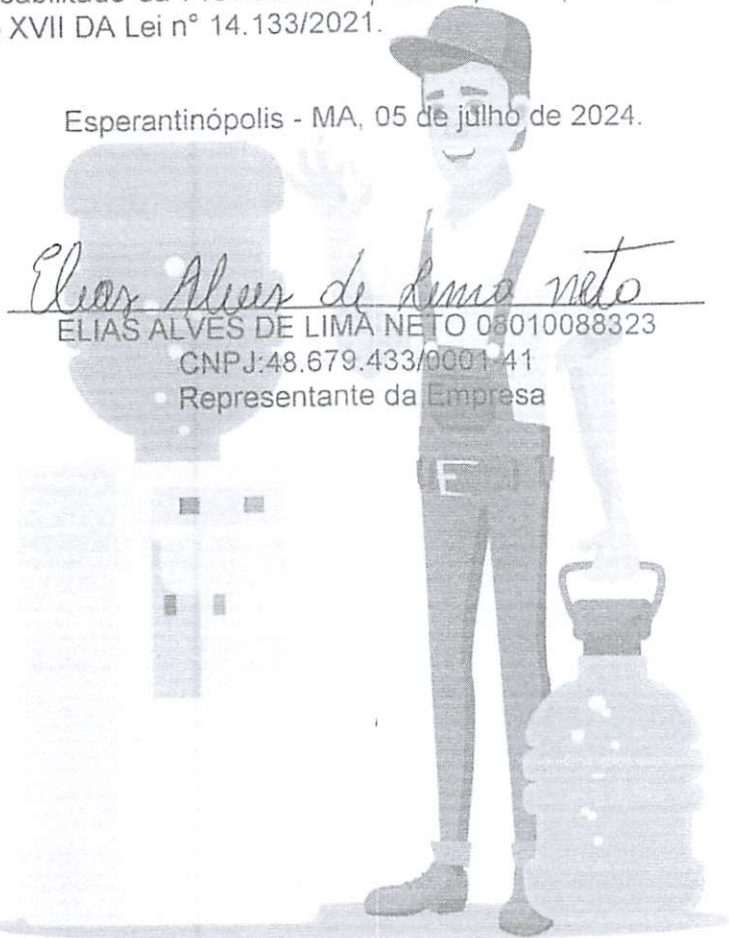 XVII DA Lei n° 14.133/2021.
Esperantinópolis - MA, 05 de julho de 2024.
Elias Alves de Lima neto
ELIAS ALVES DE LIMA NETO 08010088323
CNPJ:48.679.433/0001-41
Representante da Empresa